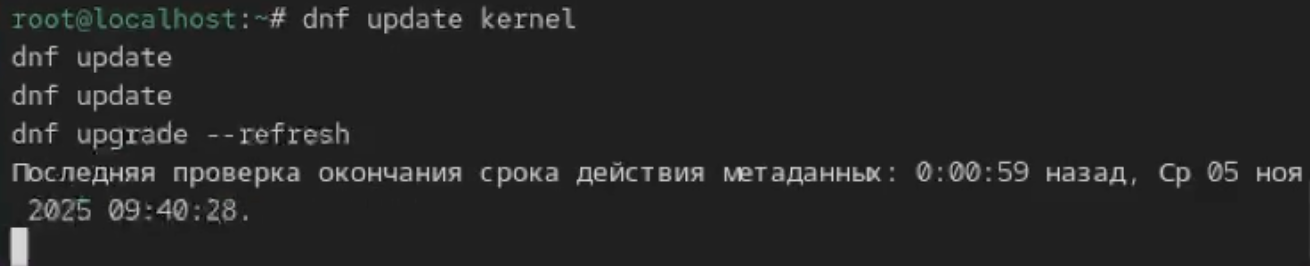 root@localhost:~# dnf update kernel
dnf update
dnf update
dnf upgrade --refresh
Последняя проверка окончания срока действия метаданных: 0:00:59 назад, Ср 05 ноя
2025 09:40:28.